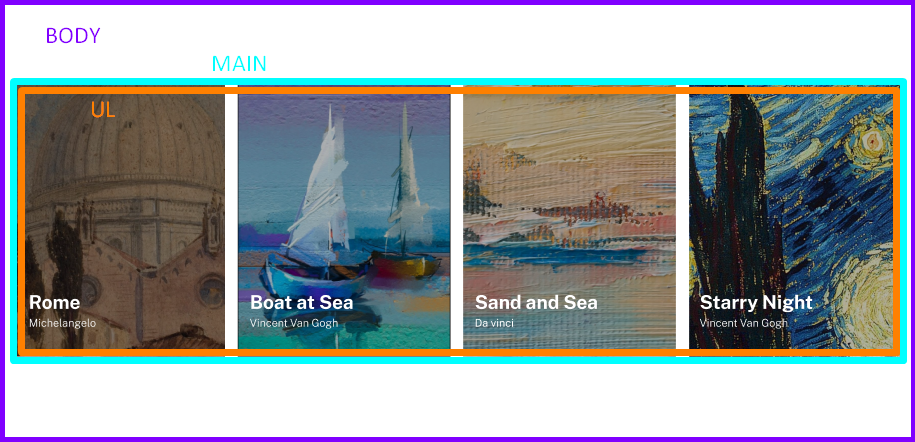 BODY
MAIN
UL
Rome
Michelangelo
Boat at Sea
Vincent Van Gogh
Sand and Sea
Da vinci
Starry Night
Vincent Van Gogh